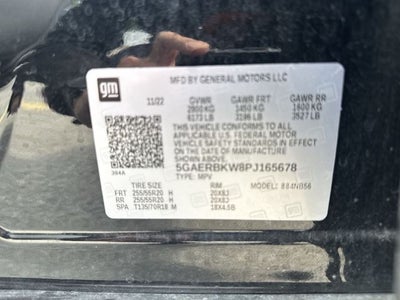 gm
MFD BY GENERAL MOTORS LLC
11/22 GVWR GAWR FRT GAWR RR
2800 KG 1450 KG 1600 KG
6173 LB 3196 LB 3527 LB
THIS VEHICLE CONFORMS TO ALL
APPLICABLE U.S. FEDERAL MOTOR
VEHICLE SAFETY STANDARDS IN
EFFECT ON THE DATE OF MANUFACTURE
SHOWN ABOVE.
5GAERBKW8PJ165678
394A TYPE: MPV
TIRE SIZE RIM MODEL: 884NB56
FRT 255/55R20 H 20X8J
RR 255/55R20 H 20X8J
SPA T135/70R18 M 18X4.5B